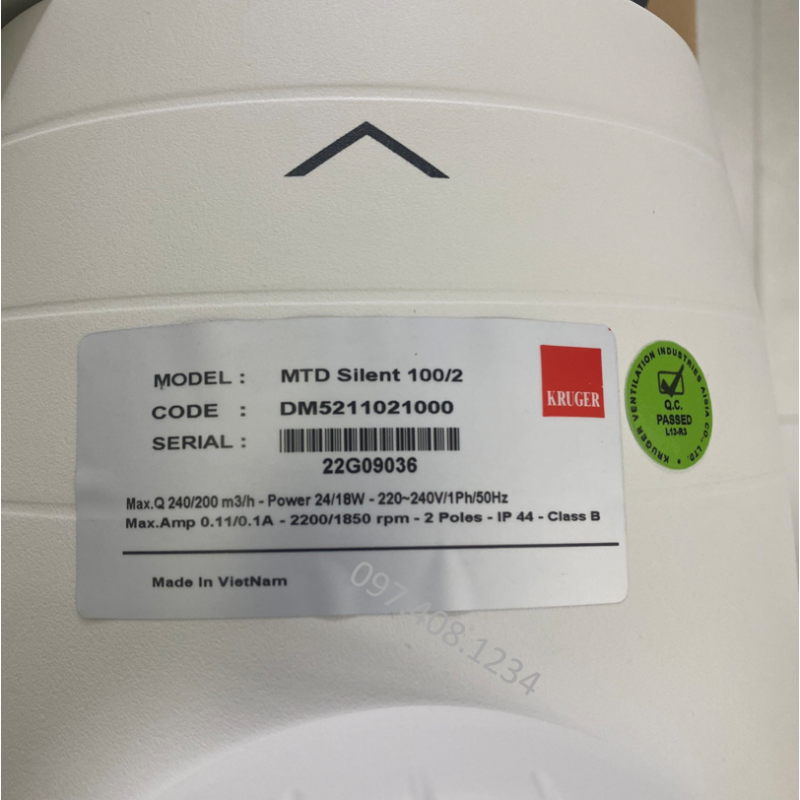 MODEL : MTD Silent 100/2
CODE : DM5211021000
SERIAL :
22G09036
KRUGER
Max.Q 240/200 m3/h - Power 24/18W - 220~240V/1Ph/50Hz
Max.Amp 0.11/0.1A - 2200/1850 rpm - 2 Poles - IP 44 - Class B
Made In VietNam
KRUGER VENTILATION INDUSTRIES ASIA CO., LTD.
Q.C.
PASSED
L13-R3
097.408.1234